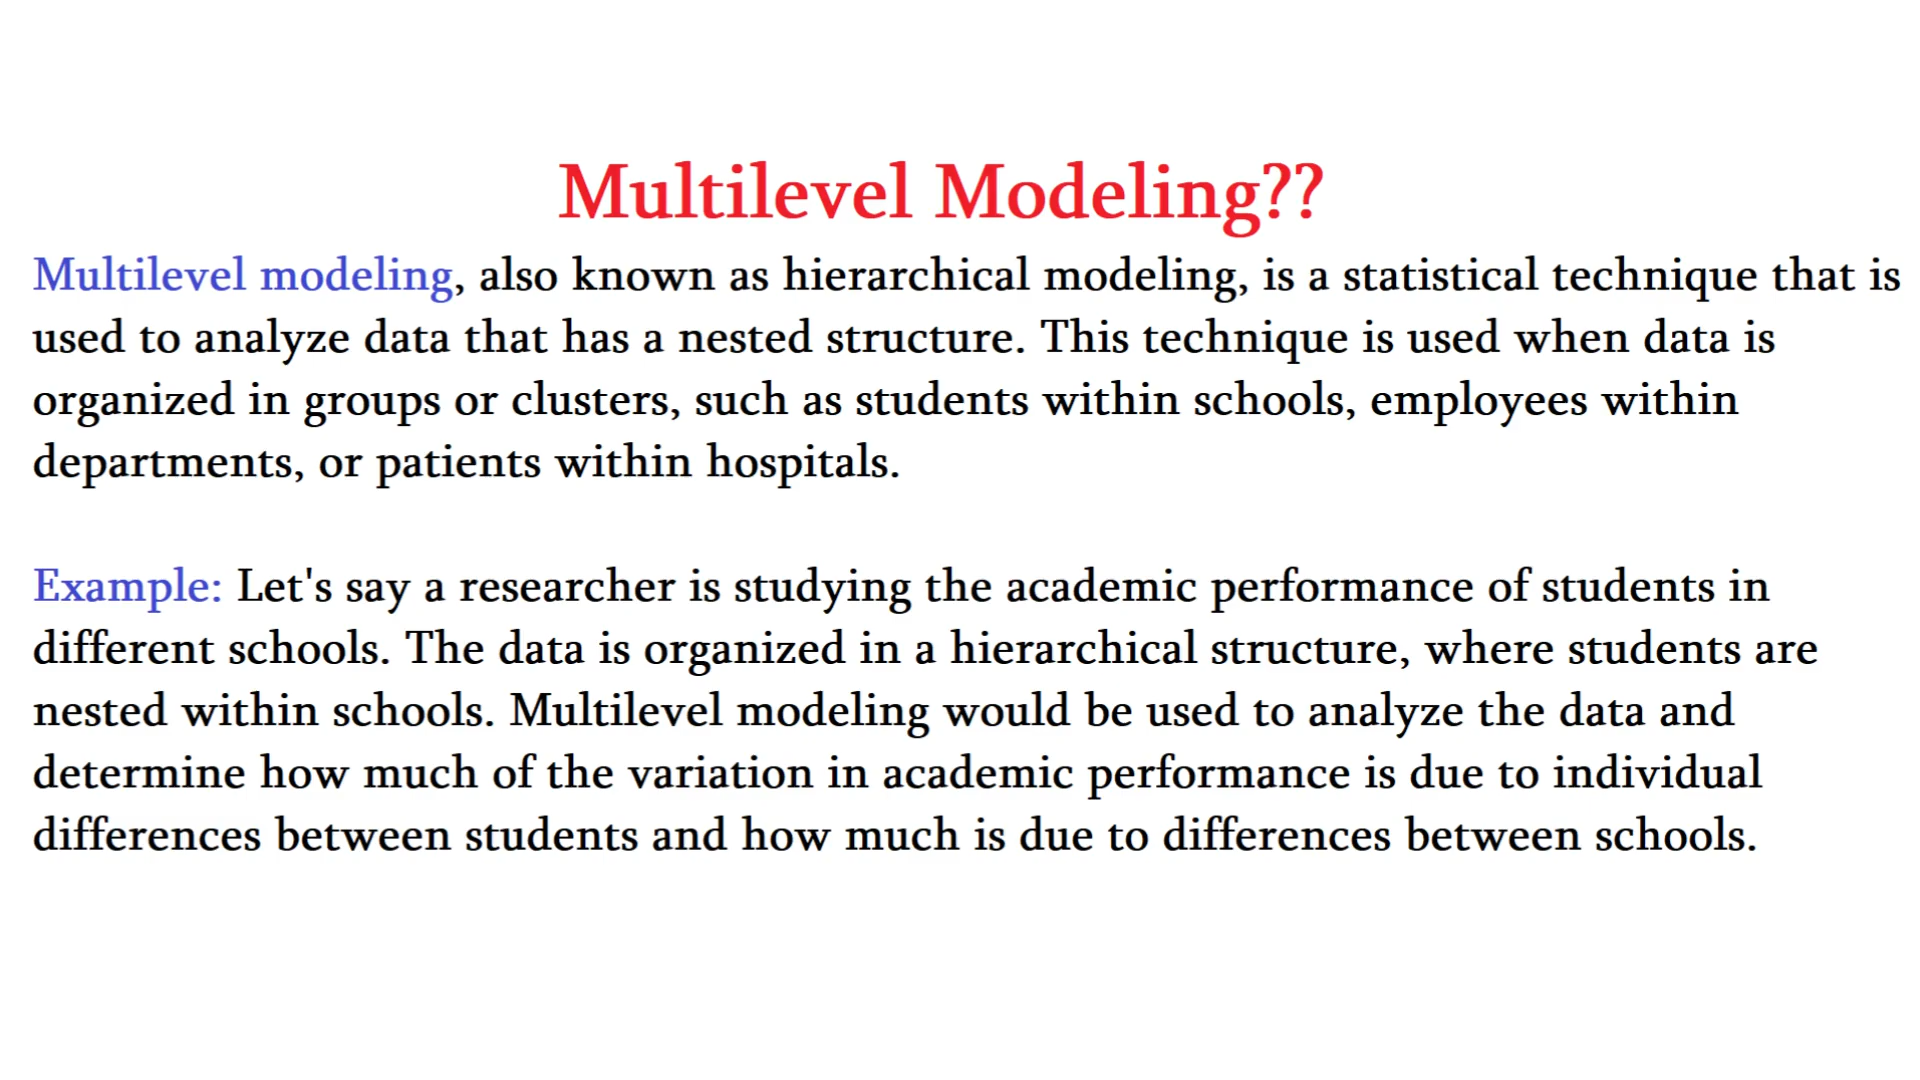 Multilevel Modeling??
Multilevel modeling, also known as hierarchical modeling, is a statistical technique that is
used to analyze data that has a nested structure. This technique is used when data is
organized in groups or clusters, such as students within schools, employees within
departments, or patients within hospitals.
Example: Let's say a researcher is studying the academic performance of students in
different schools. The data is organized in a hierarchical structure, where students are
nested within schools. Multilevel modeling would be used to analyze the data and
determine how much of the variation in academic performance is due to individual
differences between students and how much is due to differences between schools.